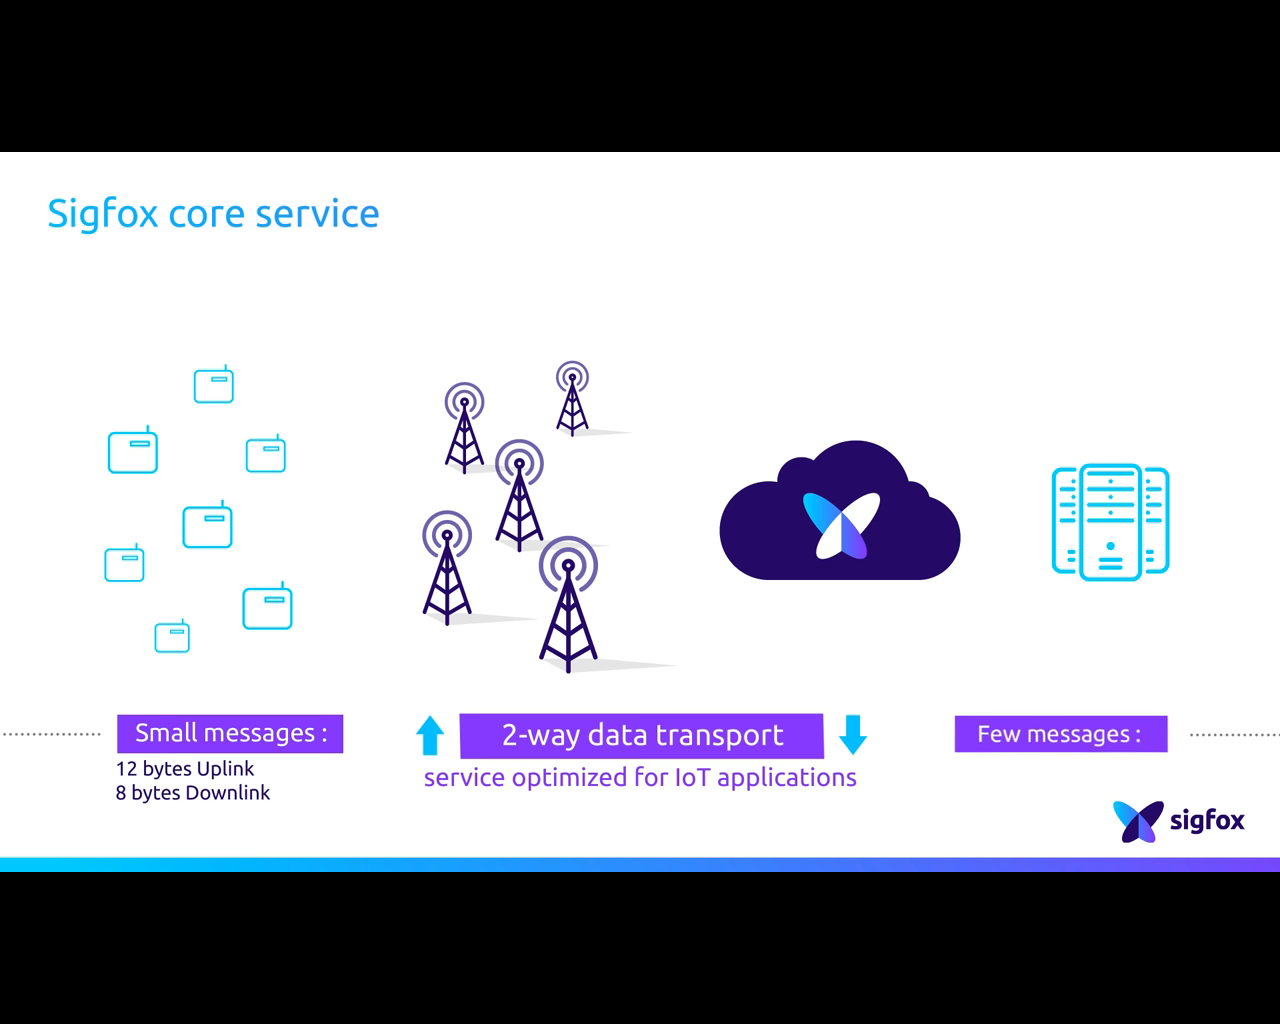 Sigfox core service
Small messages :
12 bytes Uplink
8 bytes Downlink
2-way data transport
service optimized for IoT applications
Few messages :
sigfox